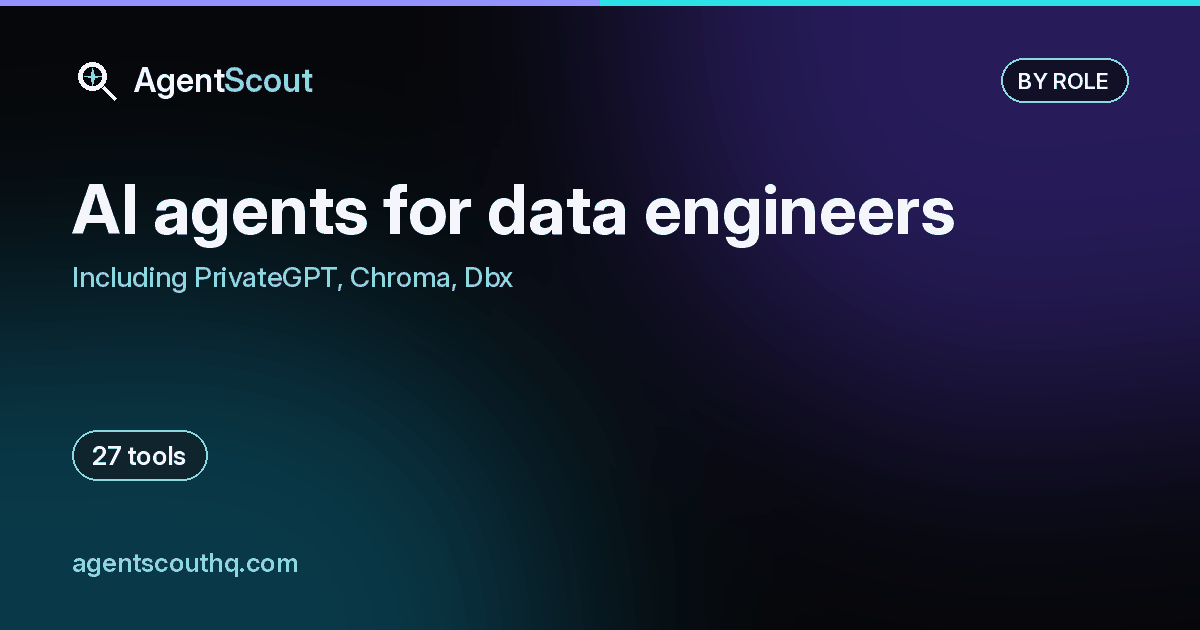 AgentScout
BY ROLE
AI agents for data engineers
Including PrivateGPT, Chroma, Dbx
27 tools
agentscouthq.com